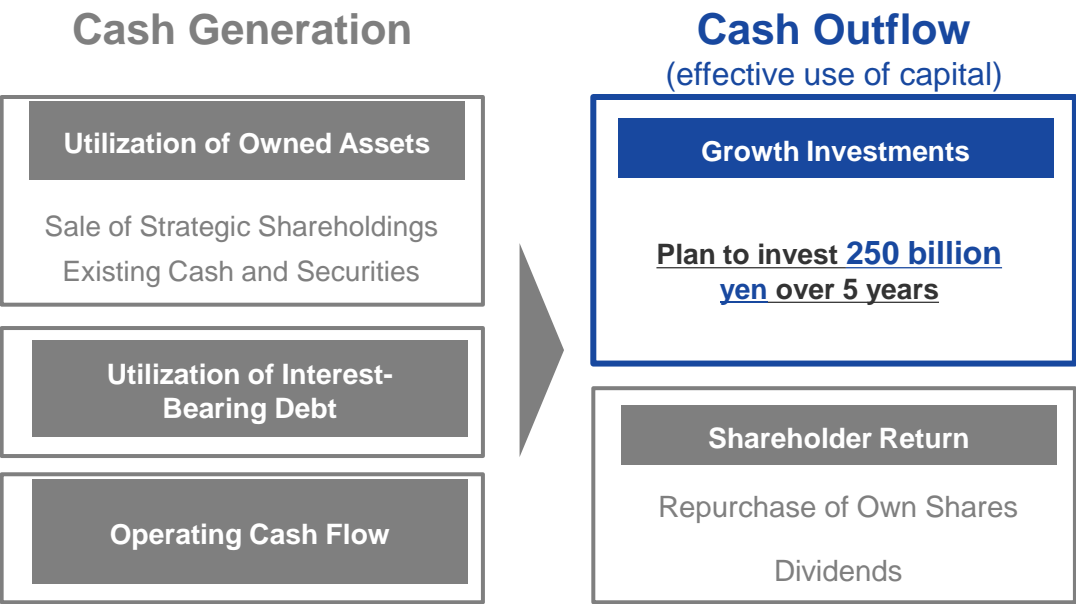 Cash Generation
Utilization of Owned Assets
Sale of Strategic Shareholdings
Existing Cash and Securities
Utilization of Interest-
Bearing Debt
Operating Cash Flow
Cash Outflow
(effective use of capital)
Growth Investments
Plan to invest 250 billion
yen over 5 years
Shareholder Return
Repurchase of Own Shares
Dividends